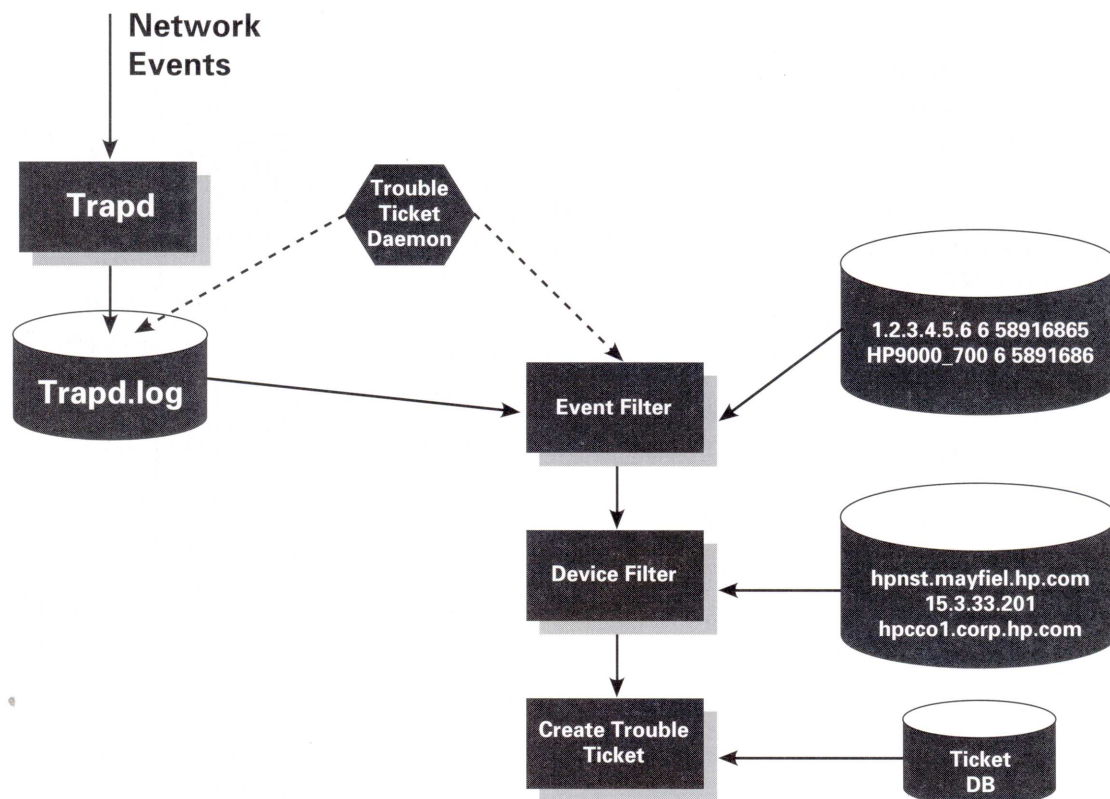 Network
Events
Trapd
Trouble
Ticket
Daemon
Trapd.log
1.2.3.4.5.6 6 58916865
HP9000_700 6 5891686
Event Filter
Device Filter
hpnst.mayfiel.hp.com
15.3.33.201
hpcco1.corp.hp.com
Create Trouble
Ticket
Ticket
DB